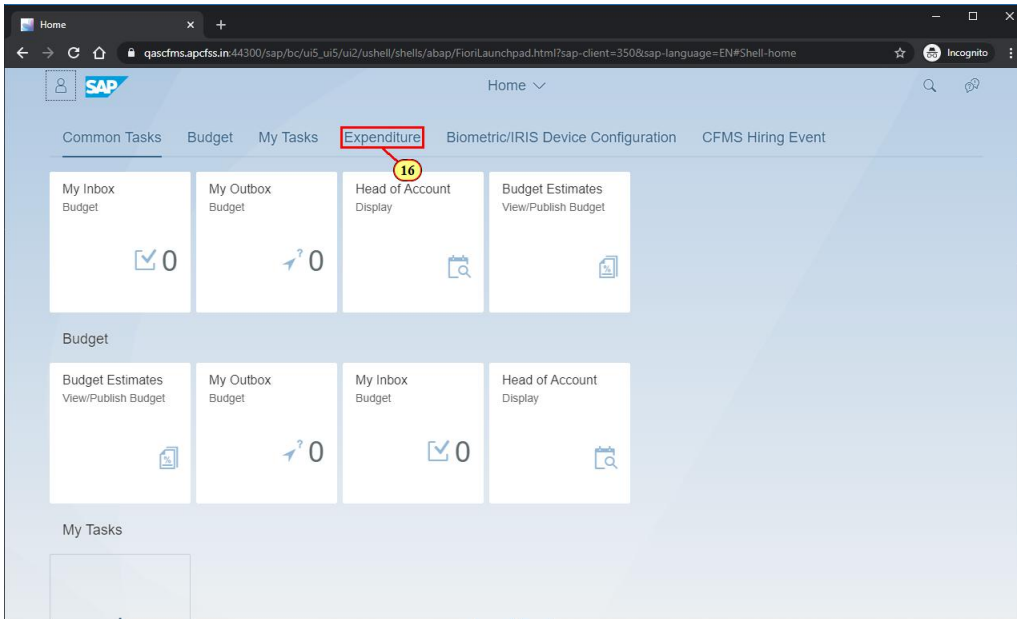 Home
qascfms.apcfss.in:44300/sap/bc/ui5_ui5/ui2/ushell/shells/abap/FioriLaunchpad.html?sap-client=350&sap-language=EN#Shell-home
Incognito
SAP
Home
Common Tasks Budget My Tasks Expenditure Biometric/IRIS Device Configuration CFMS Hiring Event
16
My Inbox My Outbox Head of Account Budget Estimates
Budget Budget Display View/Publish Budget
0 ? 0 %
Budget
Budget Estimates My Outbox My Inbox Head of Account
View/Publish Budget Budget Budget Display
% ? 0 0
My Tasks